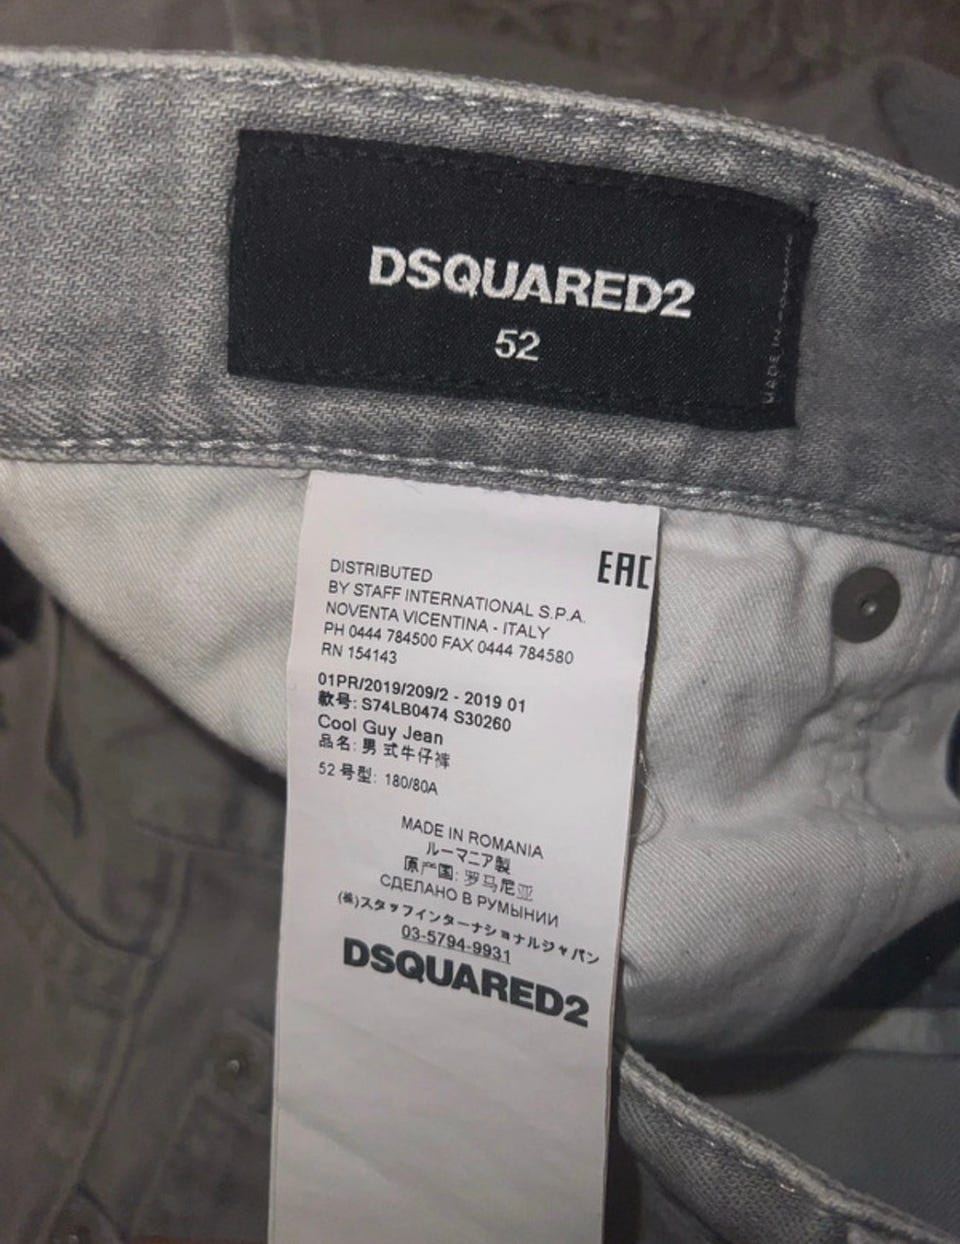 DSQUARED2
52
MADE IN
EAC
DISTRIBUTED
BY STAFF INTERNATIONAL S.P.A.
NOVENTA VICENTINA - ITALY
PH 0444 784500 FAX 0444 784580
RN 154143
01PR/2019/209/2 - 2019 01
款号: S74LB0474 S30260
Cool Guy Jean
品名: 男式牛仔裤
52 号型: 180/80A
MADE IN ROMANIA
ルーマニア製
原产国: 罗马尼亚
СДЕЛАНО В РУМЫНИИ
(株)スタッフインターナショナルジャパン
03-5794-9931
DSQUARED2